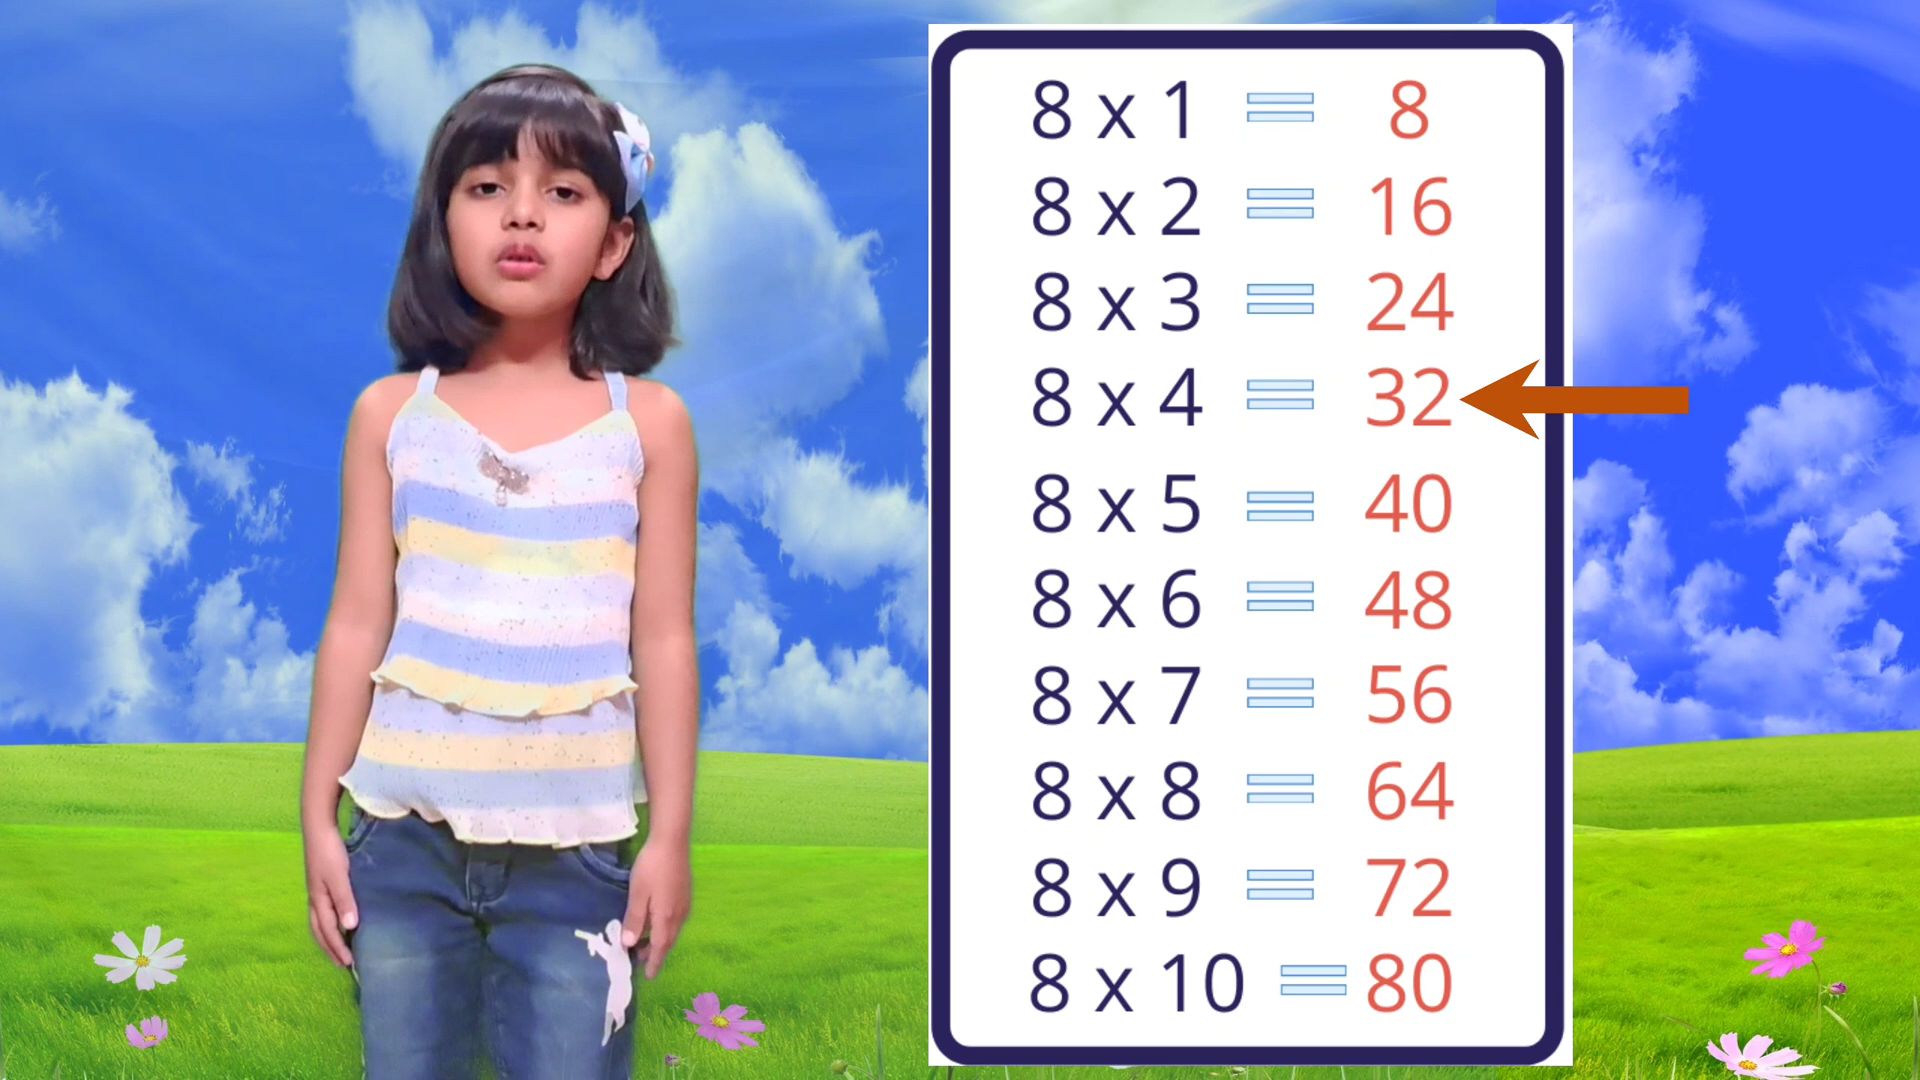 8 x 1 = 8
8 x 2 = 16
8 x 3 = 24
8 x 4 = 32
8 x 5 = 40
8 x 6 = 48
8 x 7 = 56
8 x 8 = 64
8 x 9 = 72
8 x 10 = 80